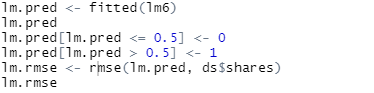 lm.pred <- fitted(lm6)
lm.pred
lm.pred[lm.pred <= 0.5] <- 0
lm.pred[lm.pred > 0.5] <- 1
lm.rmse <- rmse(lm.pred, ds$shares)
lm.rmse